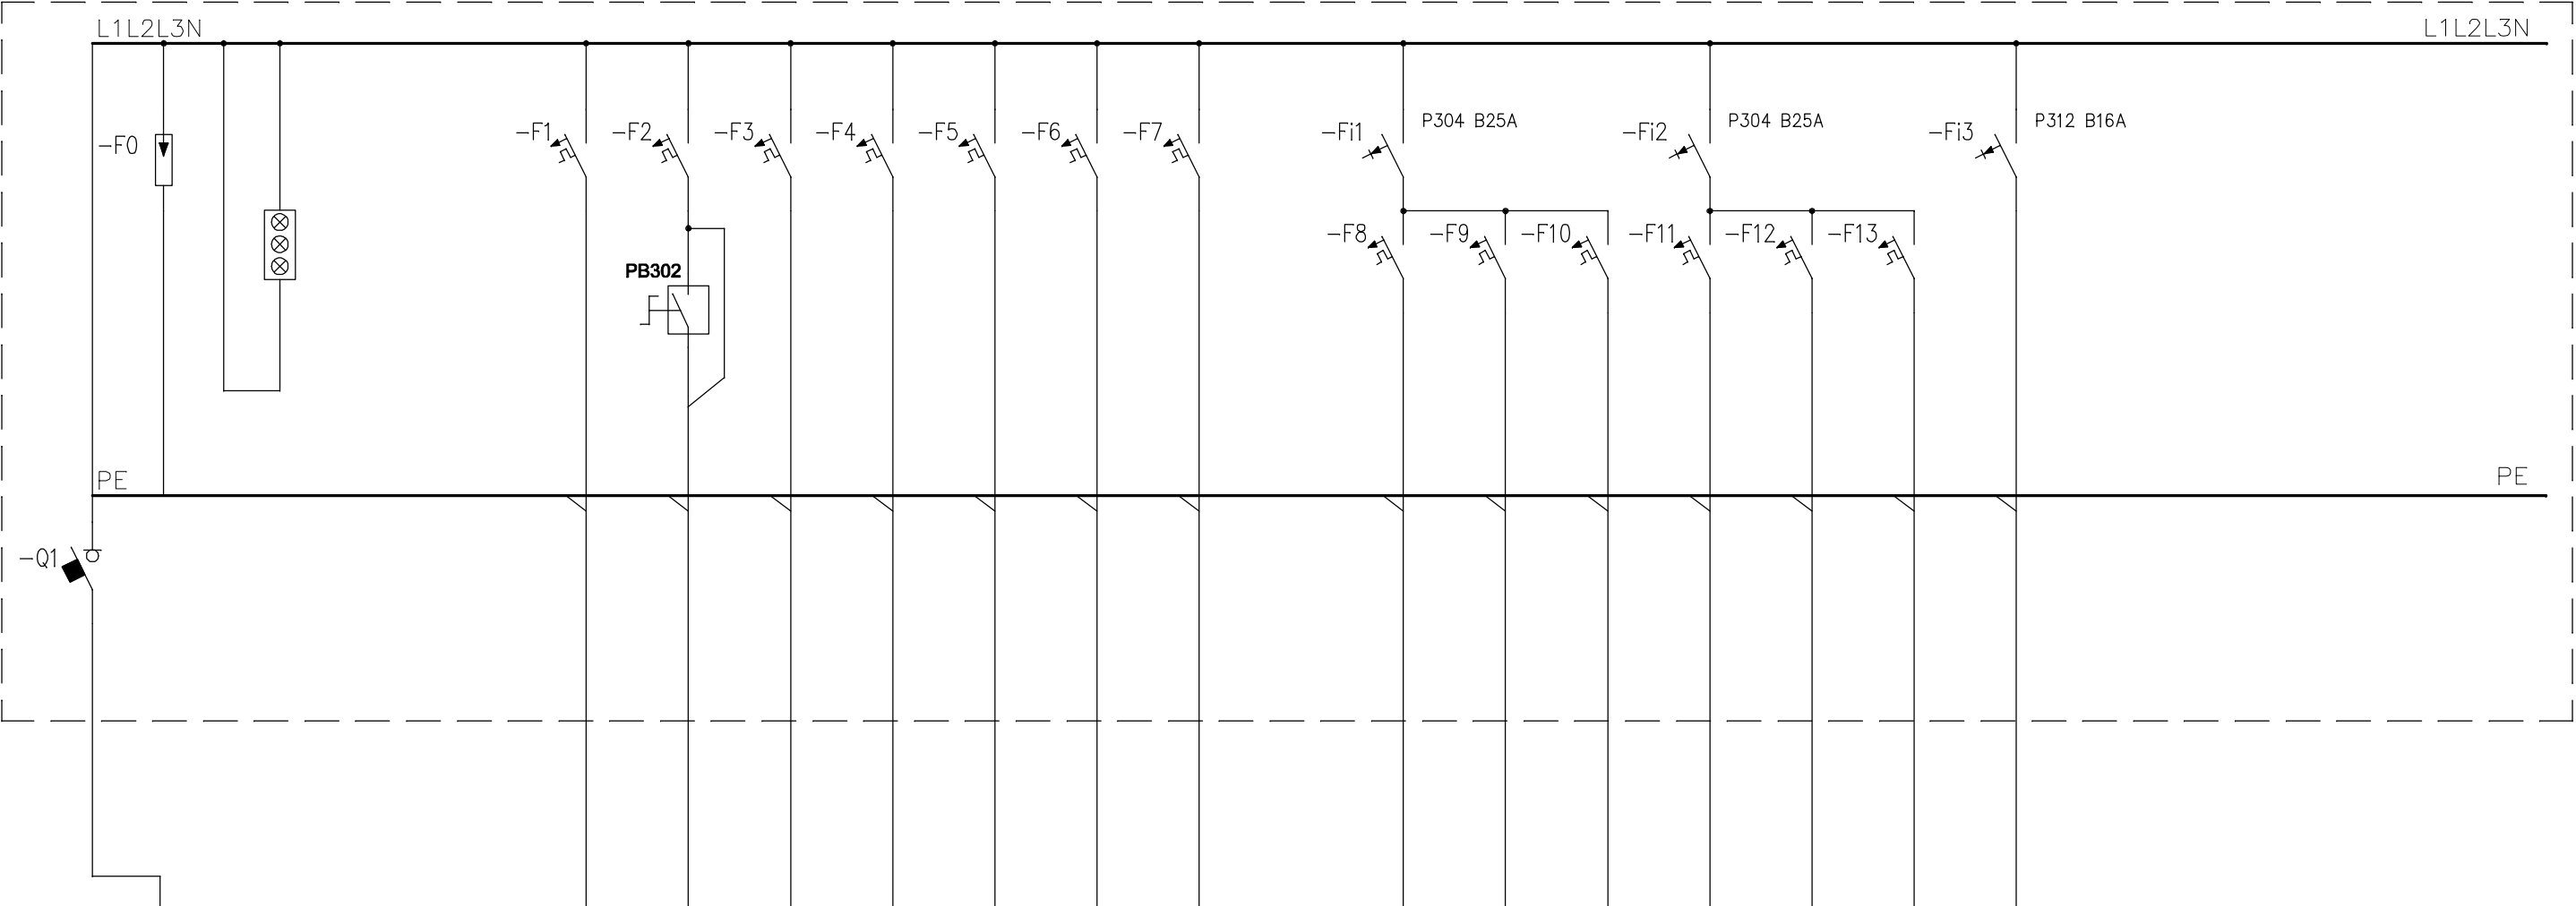 L1L2L3N
L1L2L3N
-F0
-F1
-F2
-F3
-F4
-F5
-F6
-F7
-Fi1
P304 B25A
-Fi2
P304 B25A
-Fi3
P312 B16A
-F8
-F9
-F10
-F11
-F12
-F13
PB302
PE
PE
-Q1